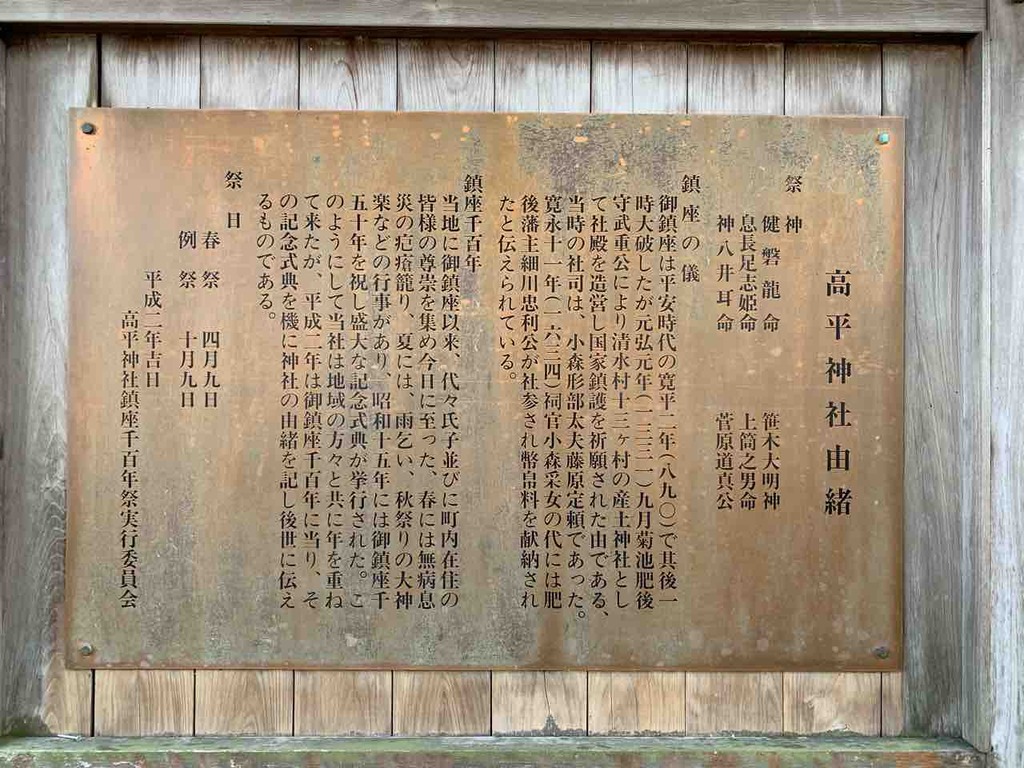 高平神社由緒
祭神
健磐龍命 笹木大明神
息長足志姫命 上筒之男命
神八井耳命 菅原道真公
鎮座の儀
御鎮座は平安時代の寛平二年(八九〇)で其後一
時大破したが元弘元年(一三三一)九月菊池肥後
守武重公により清水村十三ヶ村の産土神社とし
て社殿を造営し国家鎮護を祈願された由である、
当時の社司は、小森形部太夫藤原定頼であった。
寛永十一年(一六三四)祠官小森采女の代には肥
後藩主細川忠利公が社参され幣帛料を献納され
たと伝えられている。
鎮座千百年
当地に御鎮座以来、代々氏子並びに町内在住の
皆様の尊崇を集め今日に至った、春には無病息
災の疱瘡籠り、夏には、雨乞い、秋祭りの大神
楽などの行事があり、昭和十五年には御鎮座千
五十年を祝し盛大な記念式典が挙行された。こ
のようにして当社は地域の方々と共に年を重ね
て来たが、平成二年は御鎮座千百年に当り、そ
の記念式典を機に神社の由緒を記し後世に伝え
るものである。
祭日
春祭 四月九日
例祭 十月九日
平成二年吉日
高平神社鎮座千百年祭実行委員会